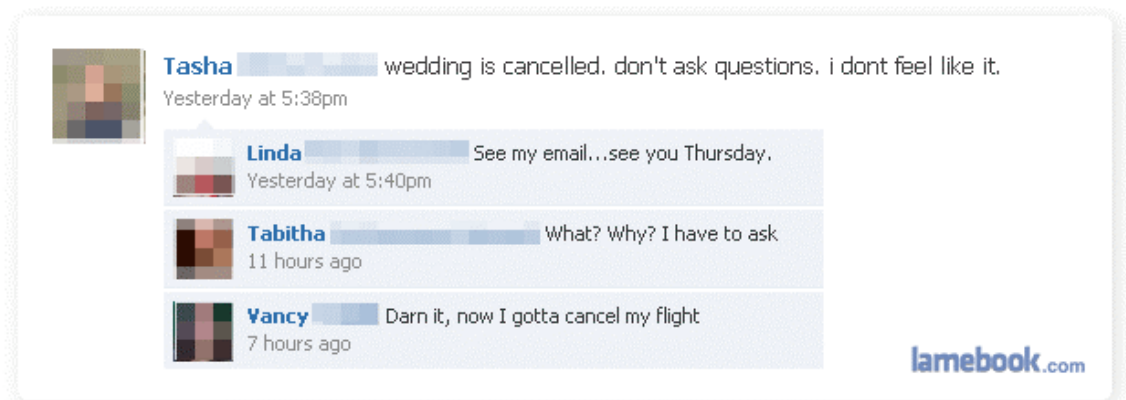 Tasha wedding is cancelled. don't ask questions. i dont feel like it.
Yesterday at 5:38pm
Linda See my email...see you Thursday.
Yesterday at 5:40pm
Tabitha What? Why? I have to ask
11 hours ago
Yancy Darn it, now I gotta cancel my flight
7 hours ago
lamebook.com